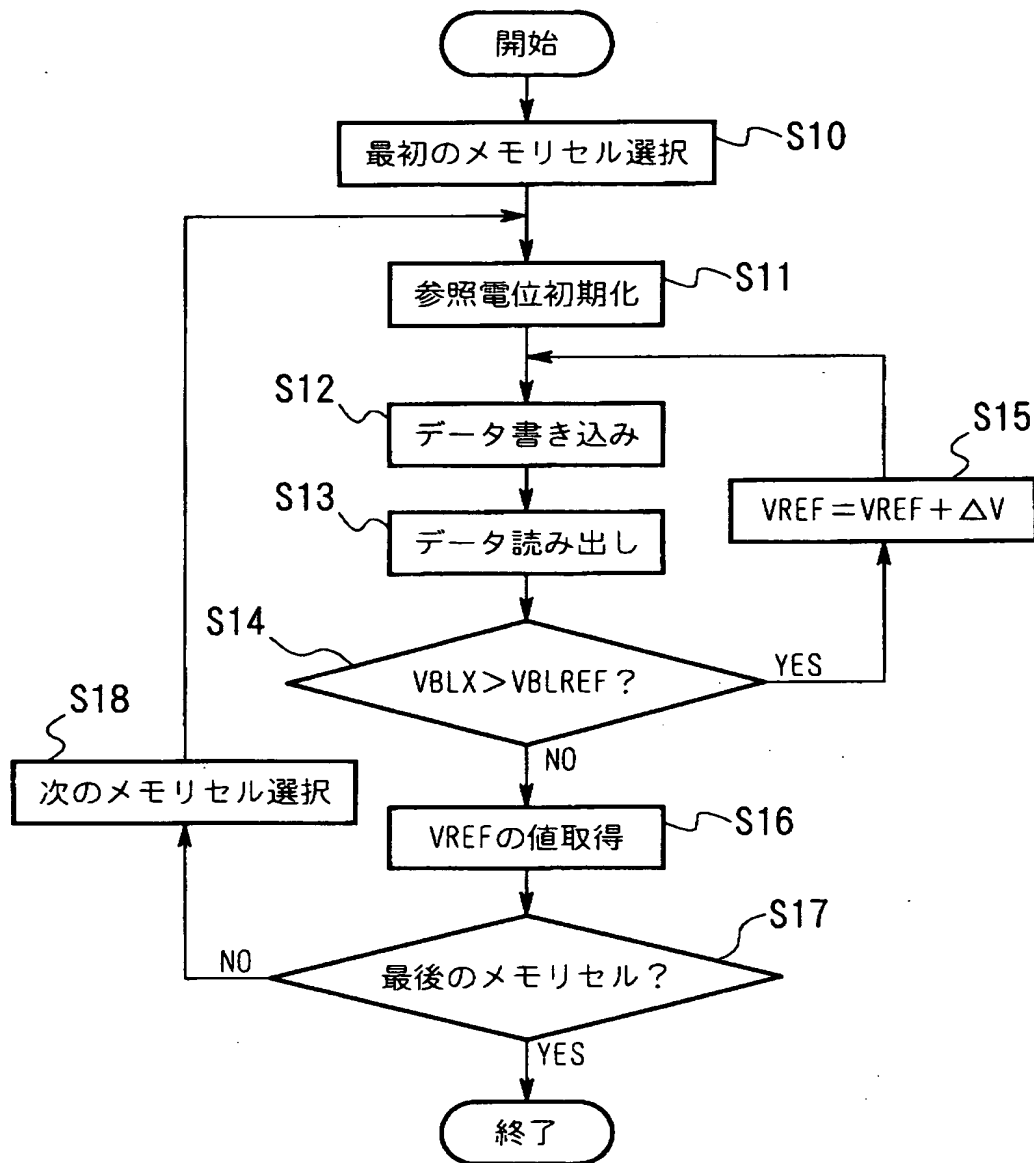 開始
最初のメモリセル選択
S10
参照電位初期化
S11
S12
データ書き込み
S13
データ読み出し
S15
VREF=VREF+△V
S14
VBLX>VBLREF?
YES
NO
S18
次のメモリセル選択
VREFの値取得
S16
S17
最後のメモリセル?
NO
YES
終了